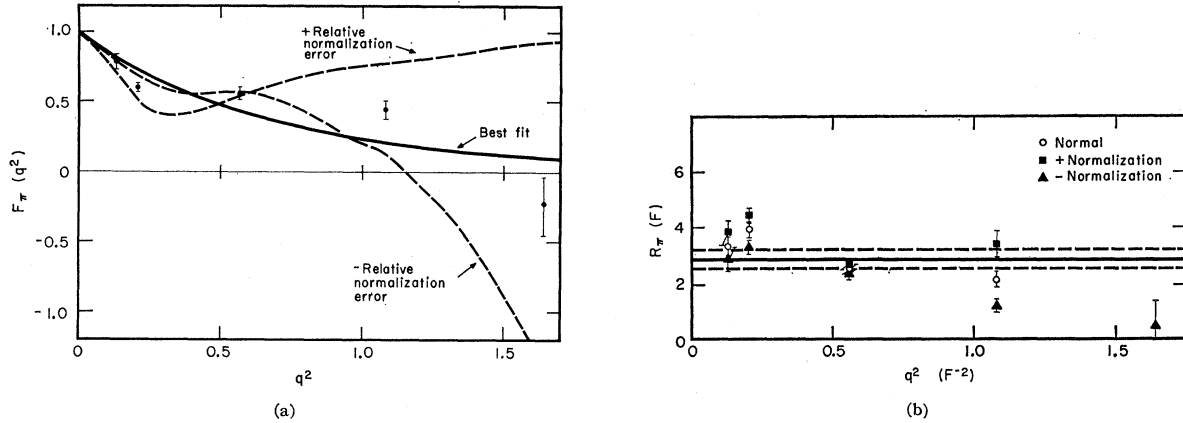 1.0
0.5
0
-0.5
-1.0
F_π (q²)
+ Relative
normalization
error
Best fit
- Relative
normalization
error
0
0.5
1.0
1.5
q²
(a)
6
4
2
0
R_π (F)
Normal
+ Normalization
- Normalization
0
0.5
1.0
1.5
q² (F⁻²)
(b)